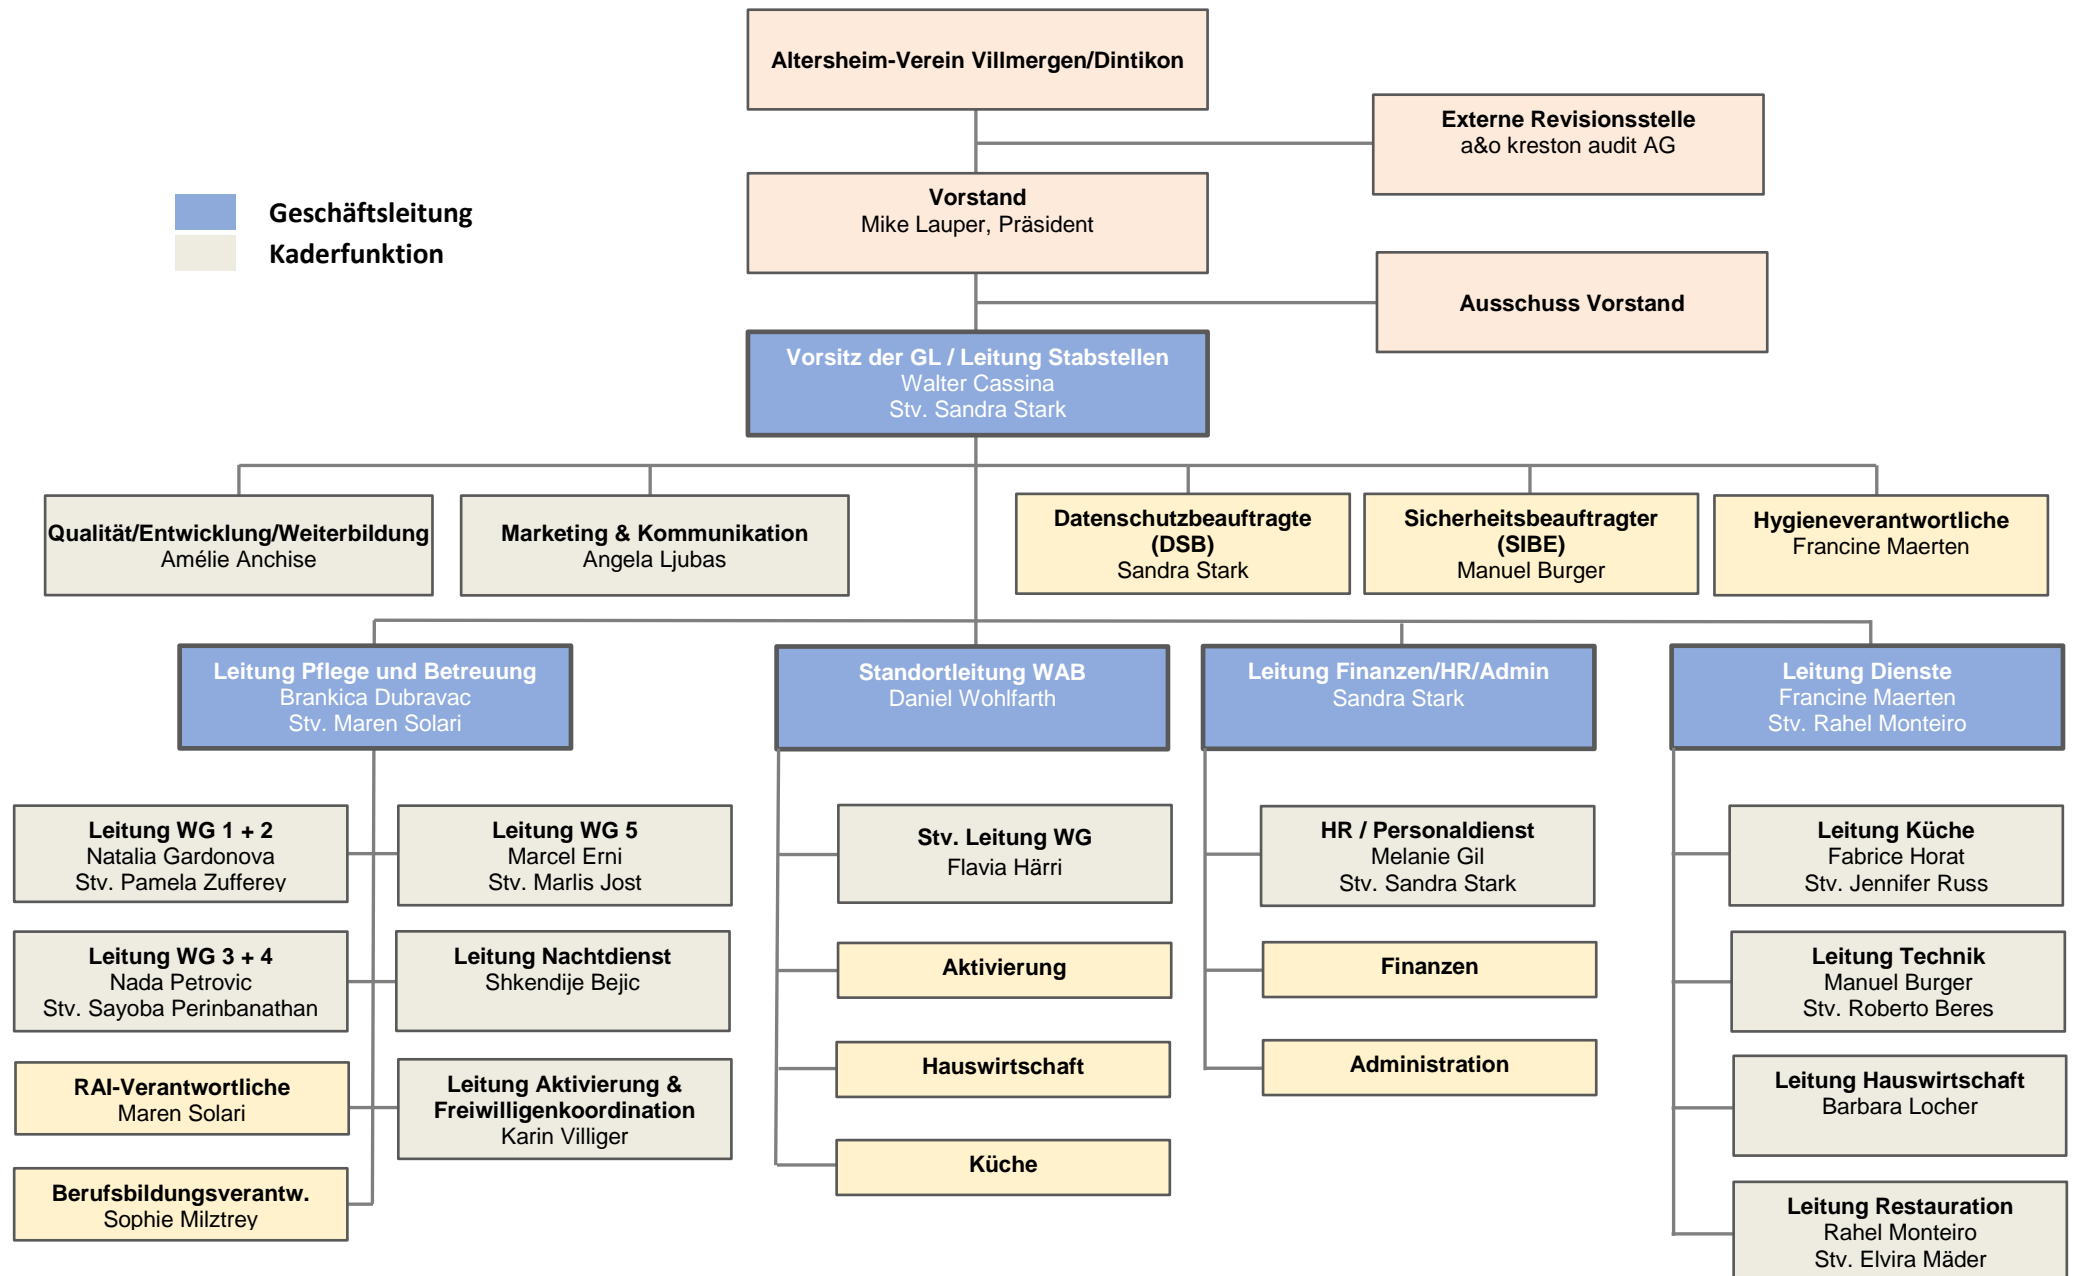 Altersheim-Verein Villmergen/Dintikon
Externe Revisionsstelle
a&o kreston audit AG
Vorstand
Mike Lauper, Präsident
Geschäftsleitung
Kaderfunktion
Ausschuss Vorstand
Vorsitz der GL / Leitung Stabstellen
Walter Cassina
Stv. Sandra Stark
Qualität/Entwicklung/Weiterbildung
Amélie Anchise
Marketing & Kommunikation
Angela Ljubas
Datenschutzbeauftragte
(DSB)
Sandra Stark
Sicherheitsbeauftragter
(SIBE)
Manuel Burger
Hygieneverantwortliche
Francine Maerten
Leitung Pflege und Betreuung
Brankica Dubravac
Stv. Maren Solari
Standortleitung WAB
Daniel Wohlfarth
Leitung Finanzen/HR/Admin
Sandra Stark
Leitung Dienste
Francine Maerten
Stv. Rahel Monteiro
Leitung WG 1 + 2
Natalia Gardonova
Stv. Pamela Zufferey
Leitung WG 5
Marcel Erni
Stv. Marlis Jost
Leitung WG 3 + 4
Nada Petrovic
Stv. Sayoba Perinbanathan
Leitung Nachtdienst
Shkendije Bejic
RAI-Verantwortliche
Maren Solari
Leitung Aktivierung &
Freiwilligenkoordination
Karin Villiger
Berufsbildungsverantw.
Sophie Milztrey
Stv. Leitung WG
Flavia Härri
Aktivierung
Hauswirtschaft
Küche
HR / Personaldienst
Melanie Gil
Stv. Sandra Stark
Finanzen
Administration
Leitung Küche
Fabrice Horat
Stv. Jennifer Russ
Leitung Technik
Manuel Burger
Stv. Roberto Beres
Leitung Hauswirtschaft
Barbara Locher
Leitung Restauration
Rahel Monteiro
Stv. Elvira Mäder